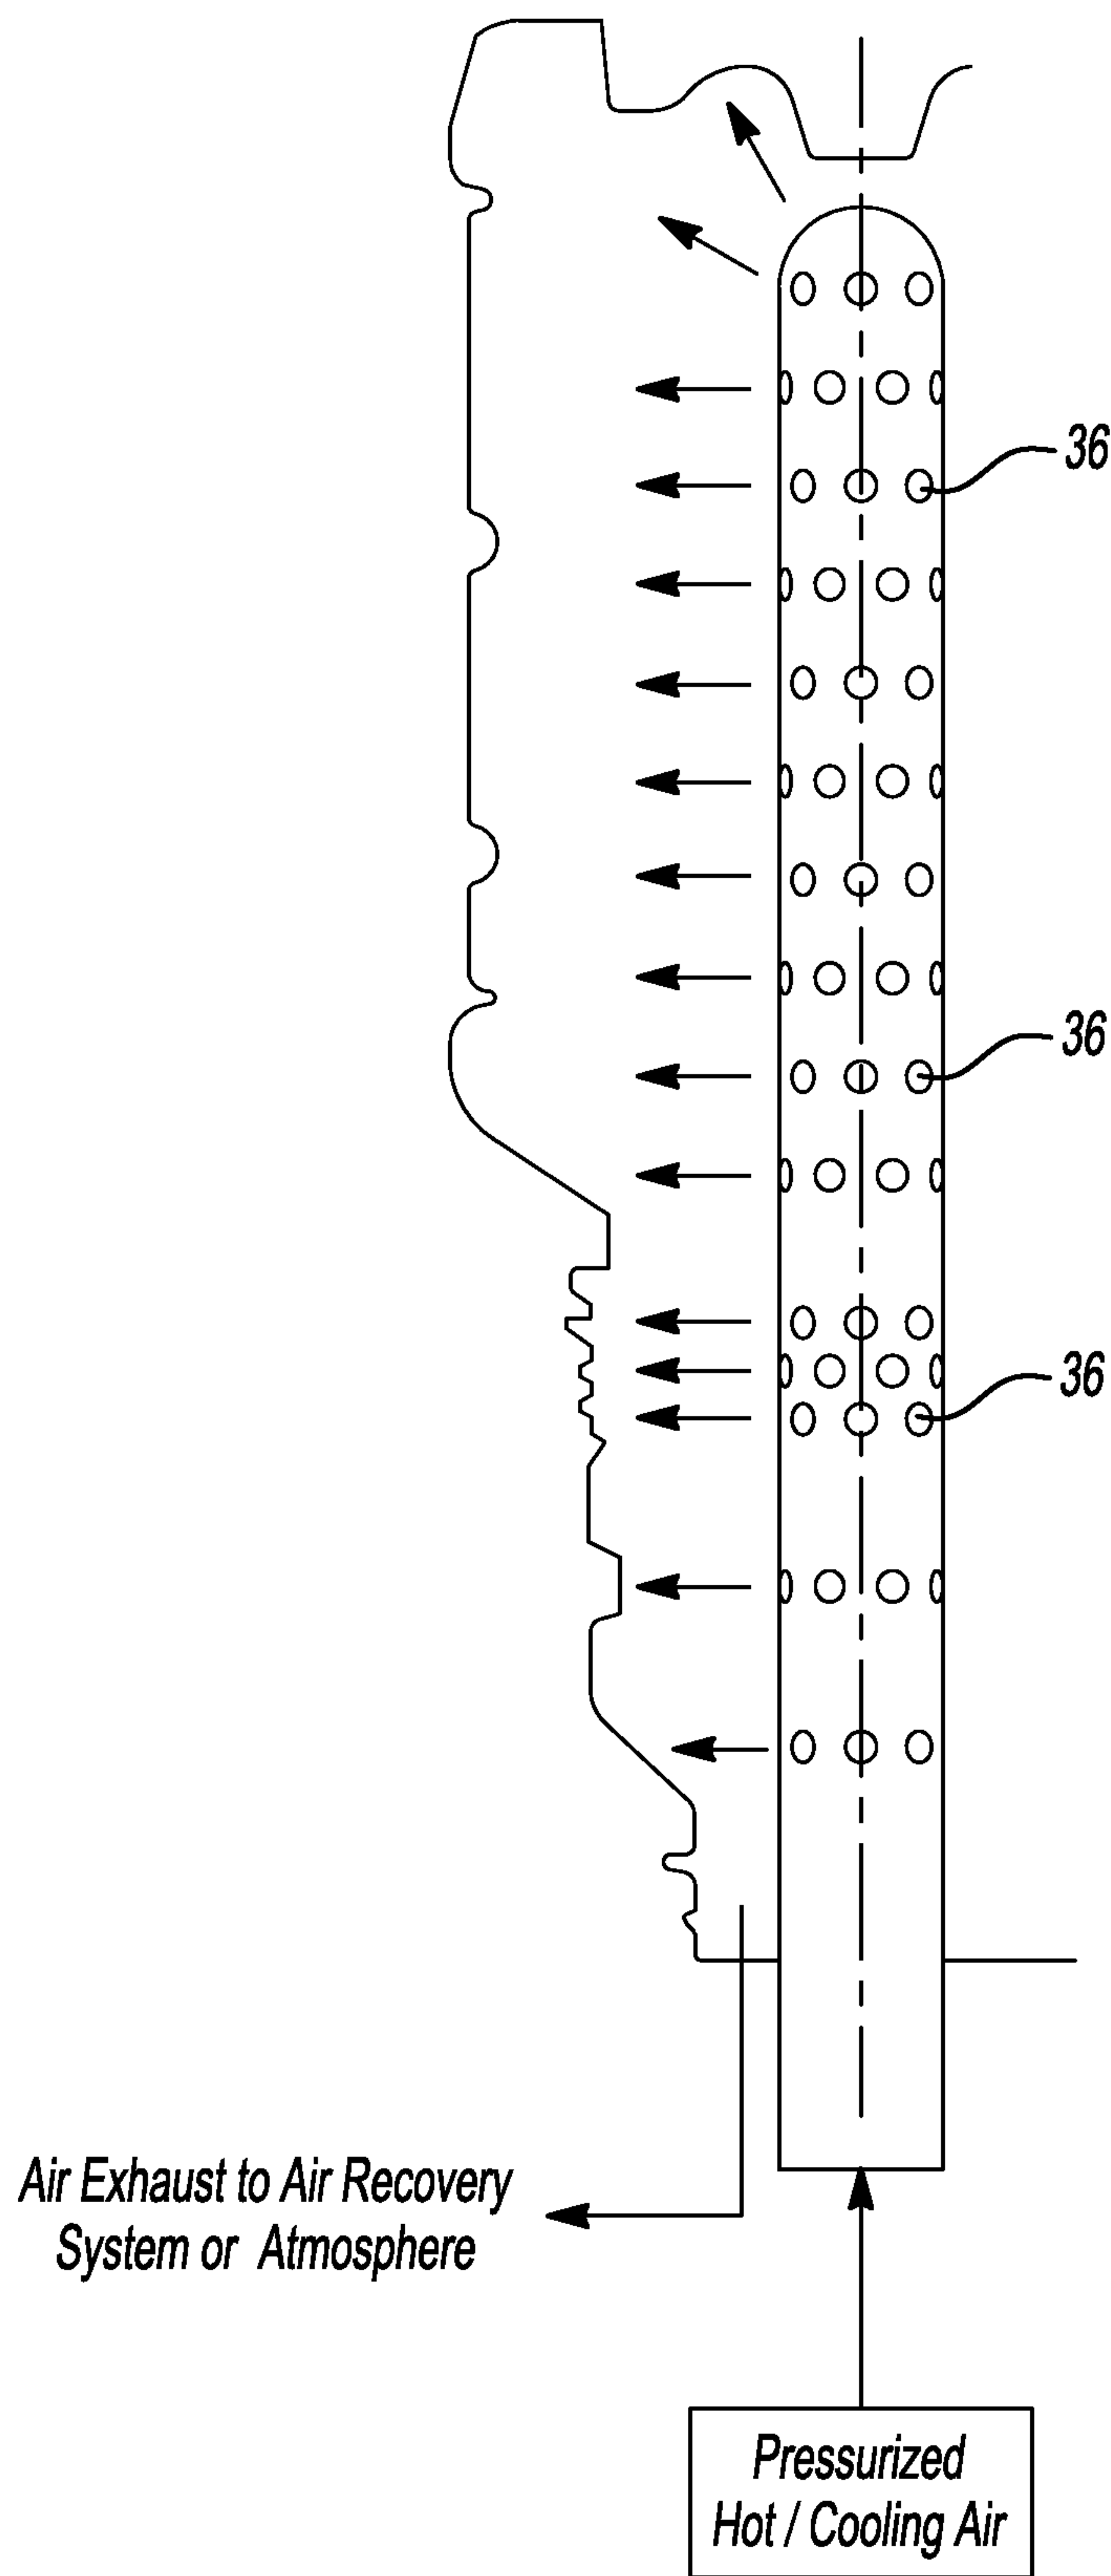 36
36
36
Air Exhaust to Air Recovery
System or Atmosphere
Pressurized
Hot / Cooling Air